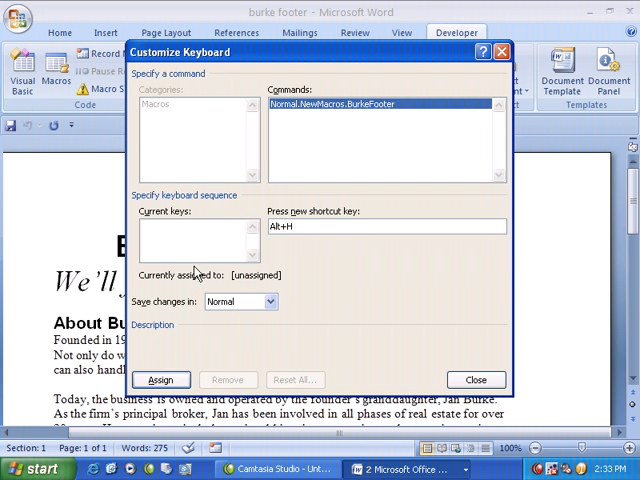 burke footer - Microsoft Word
Home Insert Page Layout References Mailings Review View Developer
Visual Basic
Macros
Record
Pause Re
Macro S
Code
Document Template
Document Panel
Templates
Customize Keyboard
Specify a command
Categories:
Macros
Commands:
Normal.NewMacros.BurkeFooter
Specify keyboard sequence
Current keys:
Press new shortcut key:
Alt+H
Currently assigned to: [unassigned]
Save changes in: Normal
Description
Assign Remove Reset All... Close
We'll
About Bu
Founded in 19
Not only do w
can also handl
Today, the business is owned and operated by the founder's granddaughter, Jan Burke.
As the firm's principal broker, Jan has been involved in all phases of real estate for over
Section: 1 Page: 1 of 1 Words: 275 100%
start Camtasia Studio - Unt... 2 Microsoft Office ... 2:33 PM